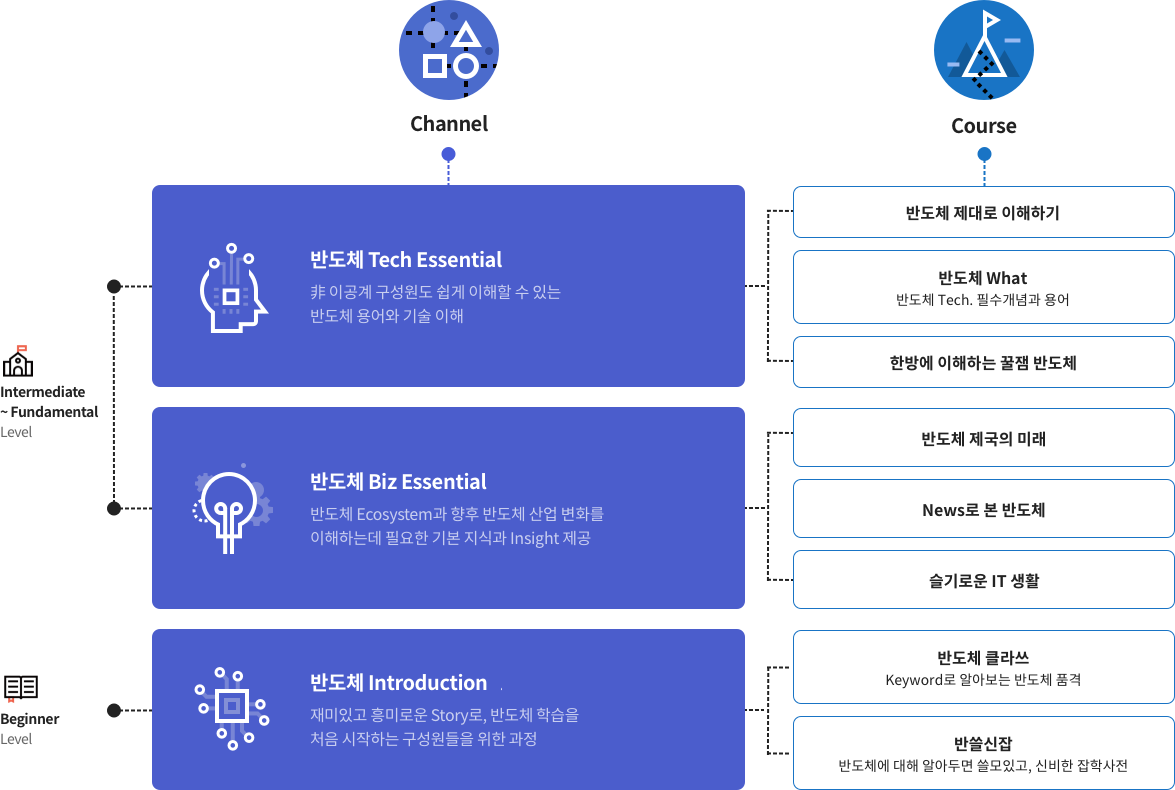 Channel
Course
Intermediate
~ Fundamental
Level
반도체 Tech Essential
非 이공계 구성원도 쉽게 이해할 수 있는
반도체 용어와 기술 이해
반도체 제대로 이해하기
반도체 What
반도체 Tech. 필수개념과 용어
한방에 이해하는 꿀잼 반도체
반도체 Biz Essential
반도체 Ecosystem과 향후 반도체 산업 변화를
이해하는데 필요한 기본 지식과 Insight 제공
반도체 제국의 미래
News로 본 반도체
슬기로운 IT 생활
Beginner
Level
반도체 Introduction
재미있고 흥미로운 Story로, 반도체 학습을
처음 시작하는 구성원들을 위한 과정
반도체 클라쓰
Keyword로 알아보는 반도체 품격
반쓸신잡
반도체에 대해 알아두면 쓸모있고, 신비한 잡학사전